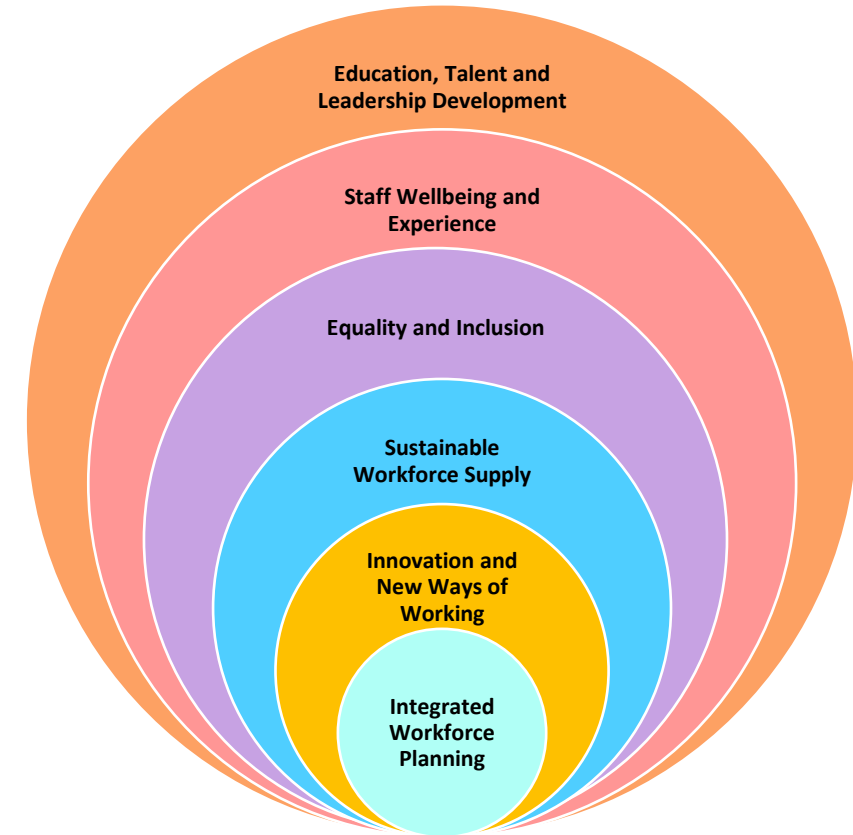 Education, Talent and
Leadership Development
Staff Wellbeing and
Experience
Equality and Inclusion
Sustainable
Workforce Supply
Innovation and
New Ways of
Working
Integrated
Workforce
Planning